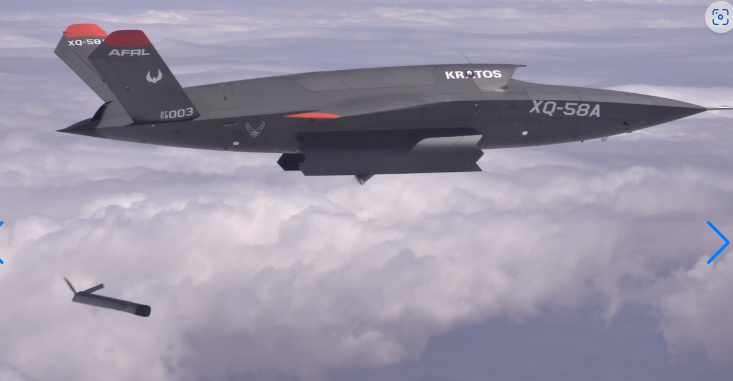 XQ-58
AFRL
003
KRATOS
XQ-58A